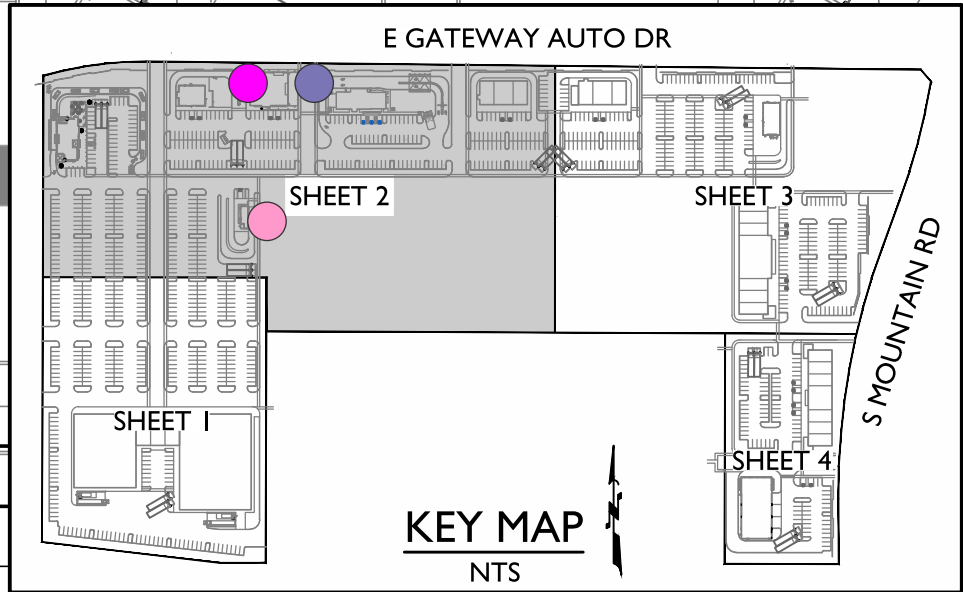 E GATEWAY AUTO DR
SHEET 2
SHEET 3
S MOUNTAIN RD
SHEET 1
SHEET 4
KEY MAP
NTS